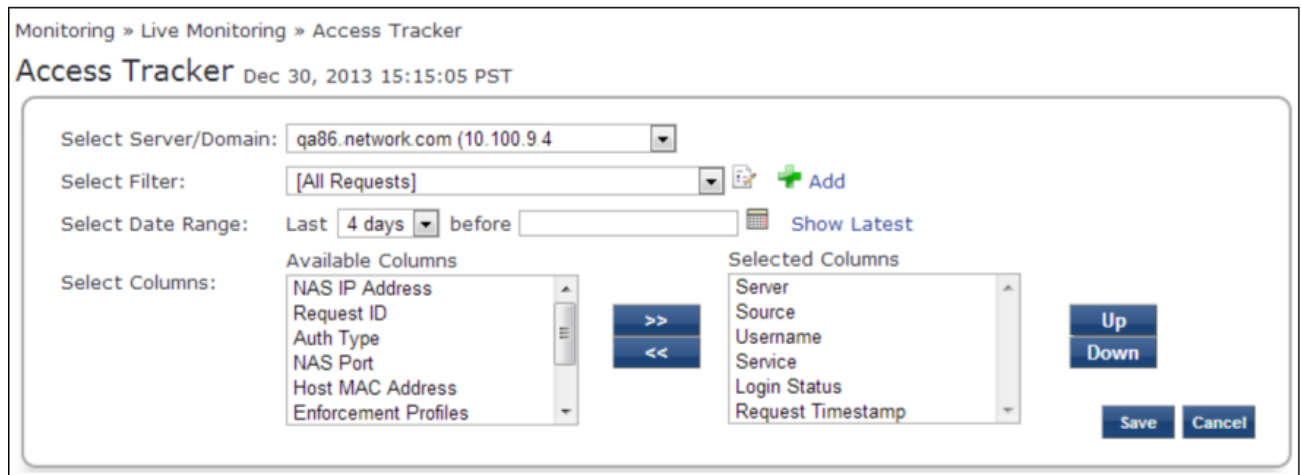 Monitoring » Live Monitoring » Access Tracker
Access Tracker Dec 30, 2013 15:15:05 PST
Select Server/Domain: qa86.network.com (10.100.9.4
Select Filter: [All Requests] Add
Select Date Range: Last 4 days before Show Latest
Select Columns:
Available Columns
NAS IP Address
Request ID
Auth Type
NAS Port
Host MAC Address
Enforcement Profiles
>>
<<
Selected Columns
Server
Source
Username
Service
Login Status
Request Timestamp
Up
Down
Save Cancel